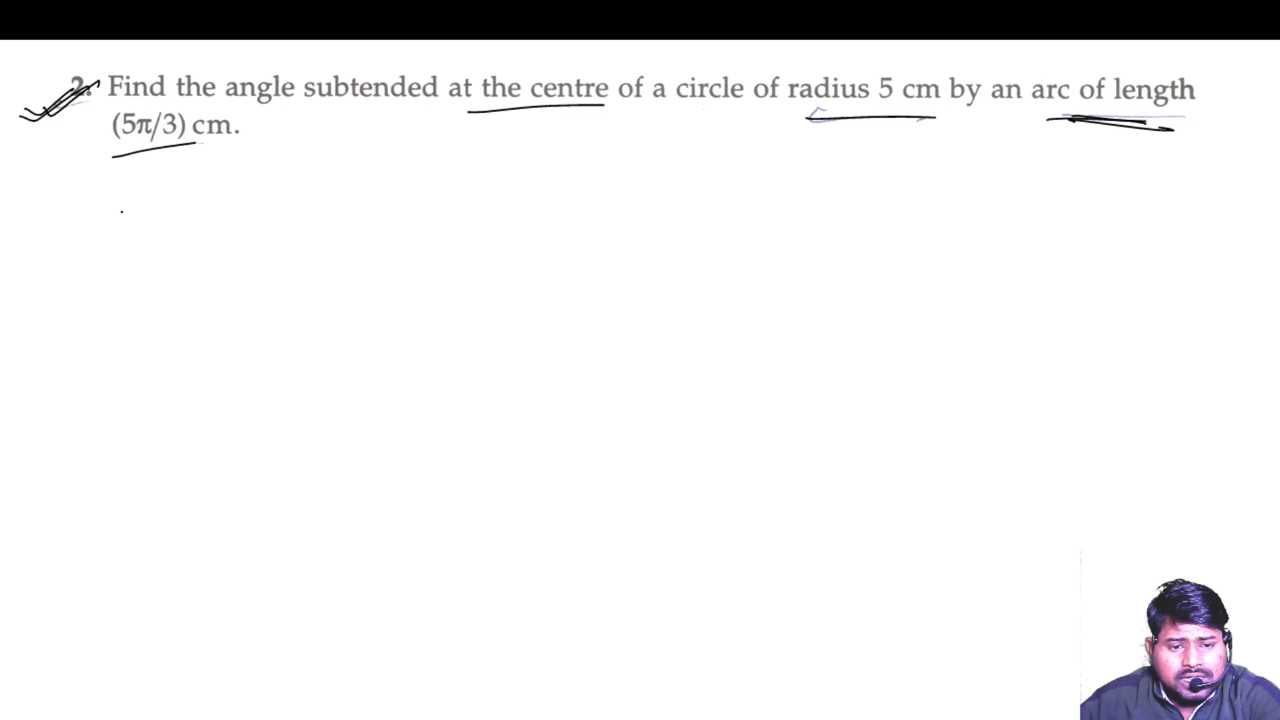 2. Find the angle subtended at the centre of a circle of radius 5 cm by an arc of length
(5π/3) cm.